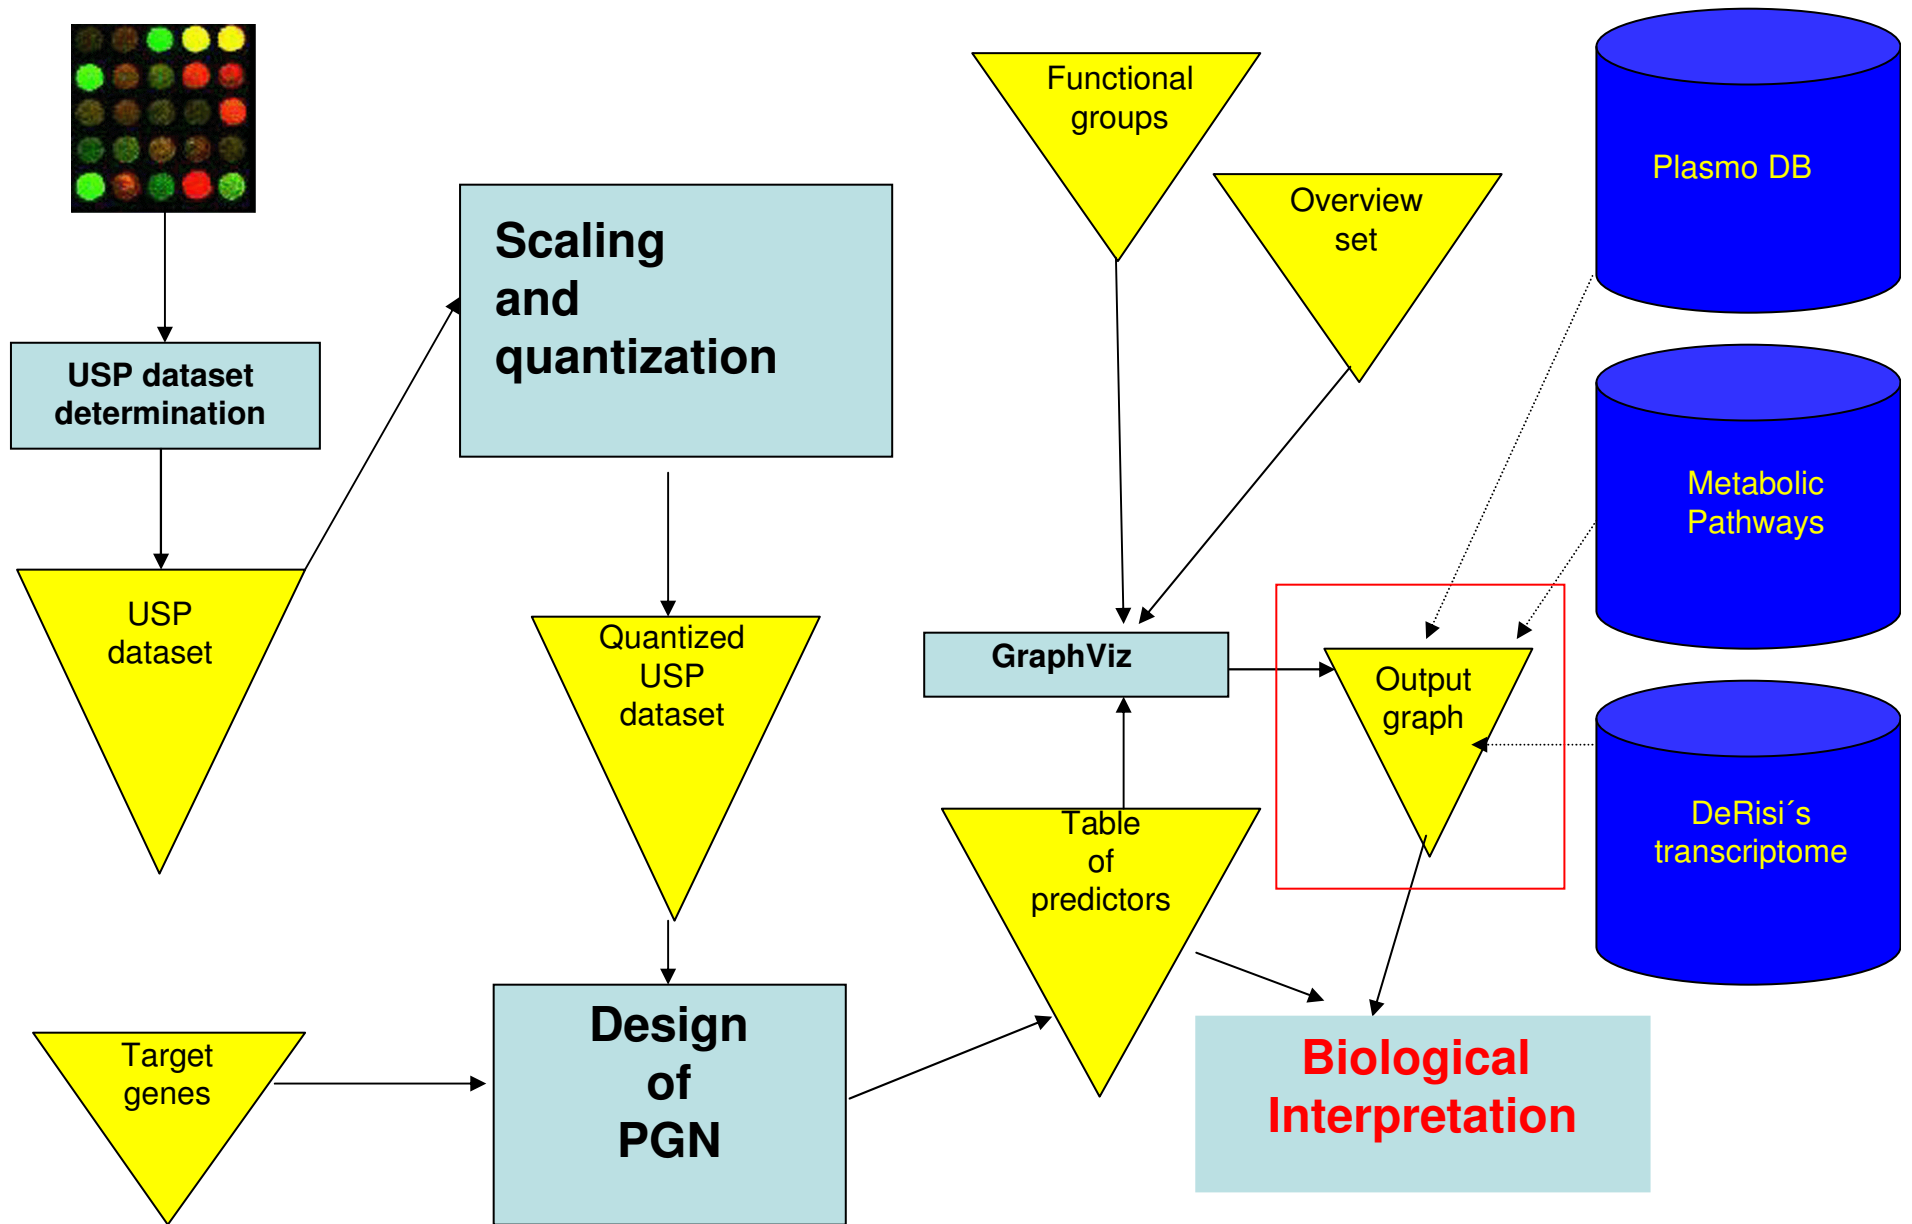 Functional
groups
Plasmo DB
Overview
set
Scaling
and
quantization
USP dataset
determination
Metabolic
Pathways
USP
dataset
Quantized
USP
dataset
GraphViz
Output
graph
Table
of
predictors
DeRisi´s
transcriptome
Target
genes
Design
of
PGN
Biological
Interpretation